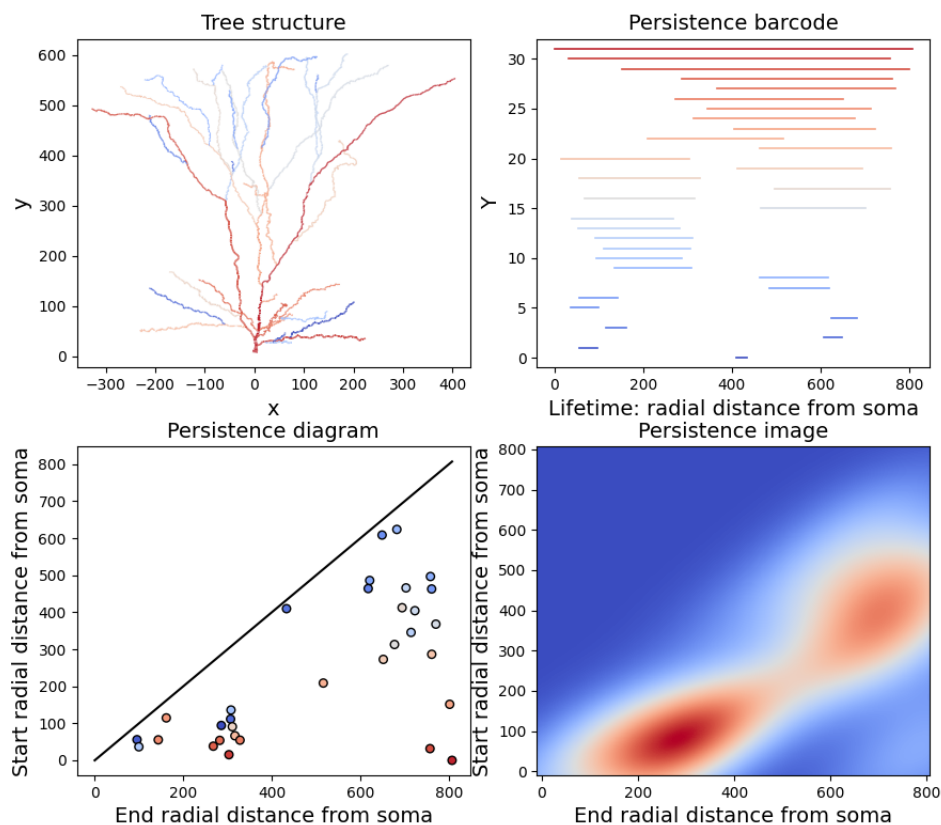 Tree structure
600
500
400
300
200
100
0
y
−300 −200 −100 0 100 200 300 400
x
Persistence barcode
30
25
20
15
10
5
0
Y
0 200 400 600 800
Lifetime: radial distance from soma
Persistence diagram
800
700
600
500
400
300
200
100
0
Start radial distance from soma
0 200 400 600 800
End radial distance from soma
Persistence image
800
700
600
500
400
300
200
100
0
Start radial distance from soma
0 200 400 600 800
End radial distance from soma